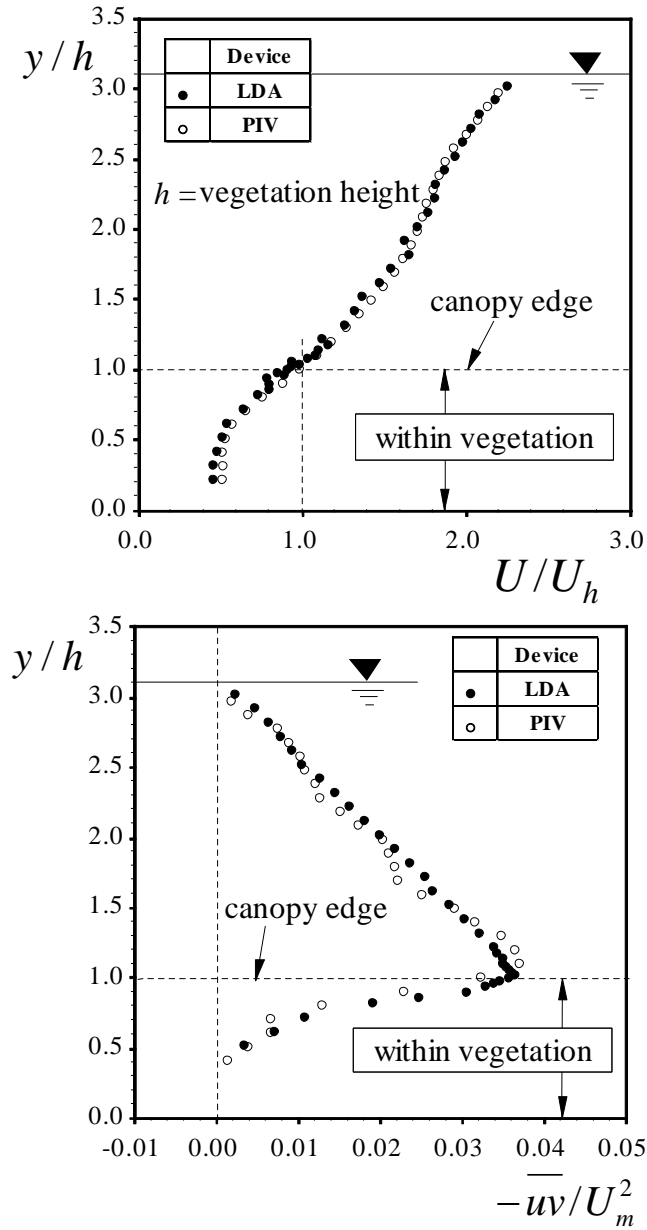 3.5
y/h
Device
LDA
PIV
3.0
2.5
h = vegetation height
2.0
1.5
canopy edge
1.0
within vegetation
0.5
0.0
0.0 1.0 2.0 3.0
U/U_h
3.5
y/h
Device
LDA
PIV
3.0
2.5
2.0
1.5
canopy edge
1.0
within vegetation
0.5
0.0
-0.01 0.00 0.01 0.02 0.03 0.04 0.05
$-\overline{uv}/U_m^2$